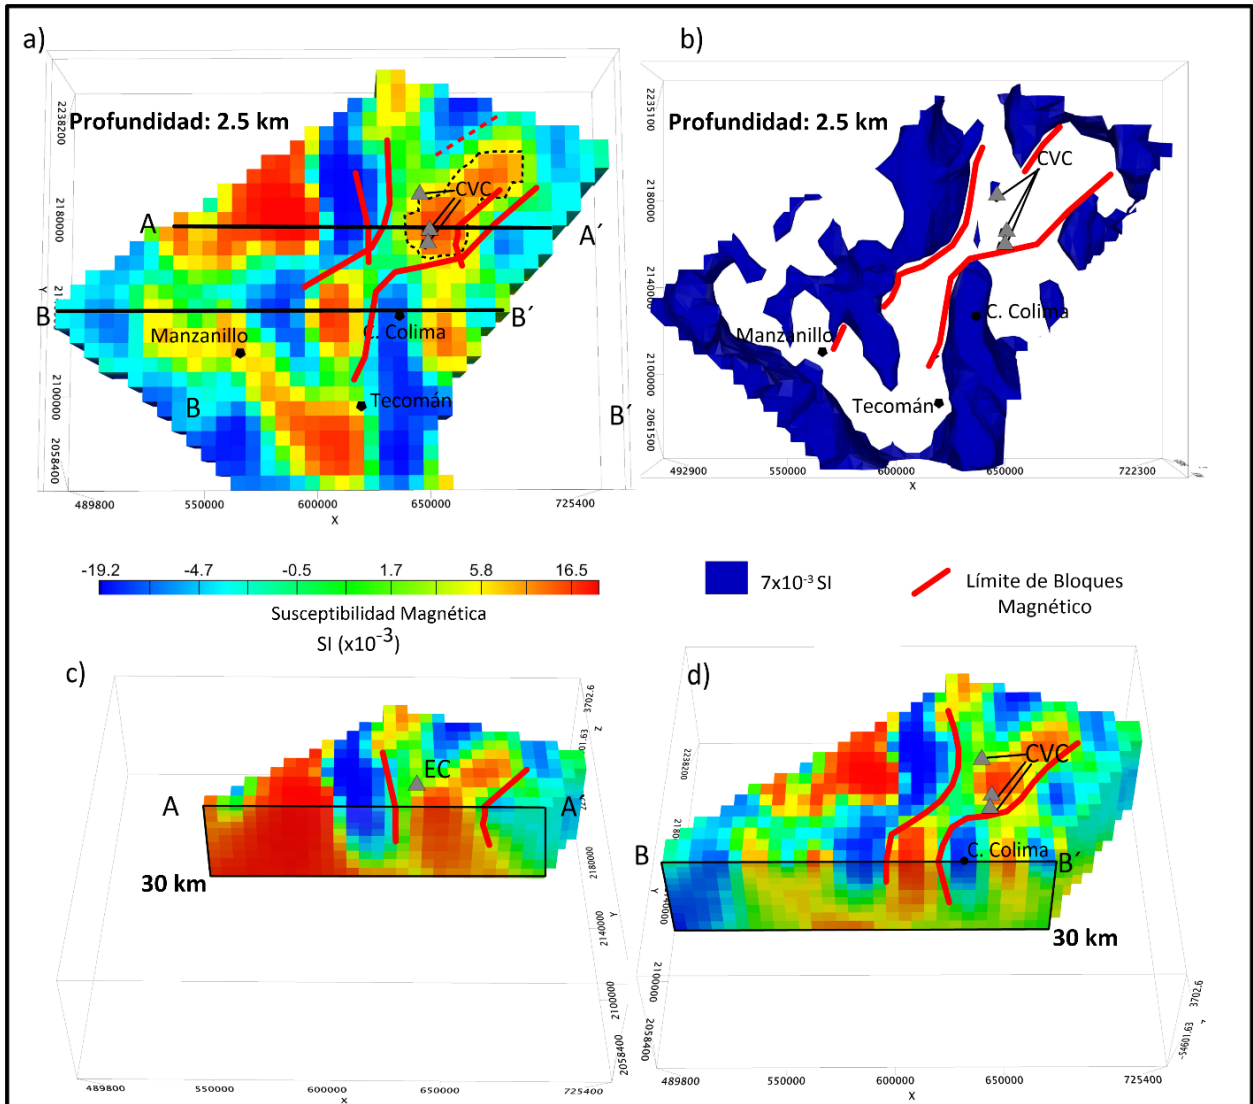 a)
Profundidad: 2.5 km
2238200
2180000
Y
2100000
2058400
A
A´
B
B´
CVC
Manzanillo
C. Colima
Tecomán
B
B´
489800
550000
600000
650000
725400
X
b)
Profundidad: 2.5 km
2235100
2180000
2140000
2100000
2061500
CVC
C. Colima
Manzanillo
Tecomán
492900
550000
600000
650000
722300
X
-19.2
-4.7
-0.5
1.7
5.8
16.5
Susceptibilidad Magnética
SI (x10⁻³)
7x10⁻³ SI
Límite de Bloques
Magnético
c)
3702.6
Z
EC
A
A´
30 km
2180000
Y
2140000
2100000
2058400
489800
550000
600000
650000
725400
X
d)
2238200
CVC
C. Colima
B
B´
Y
30 km
2100000
2058400
3702.6
-54601.63
489800
550000
600000
650000
725400
X